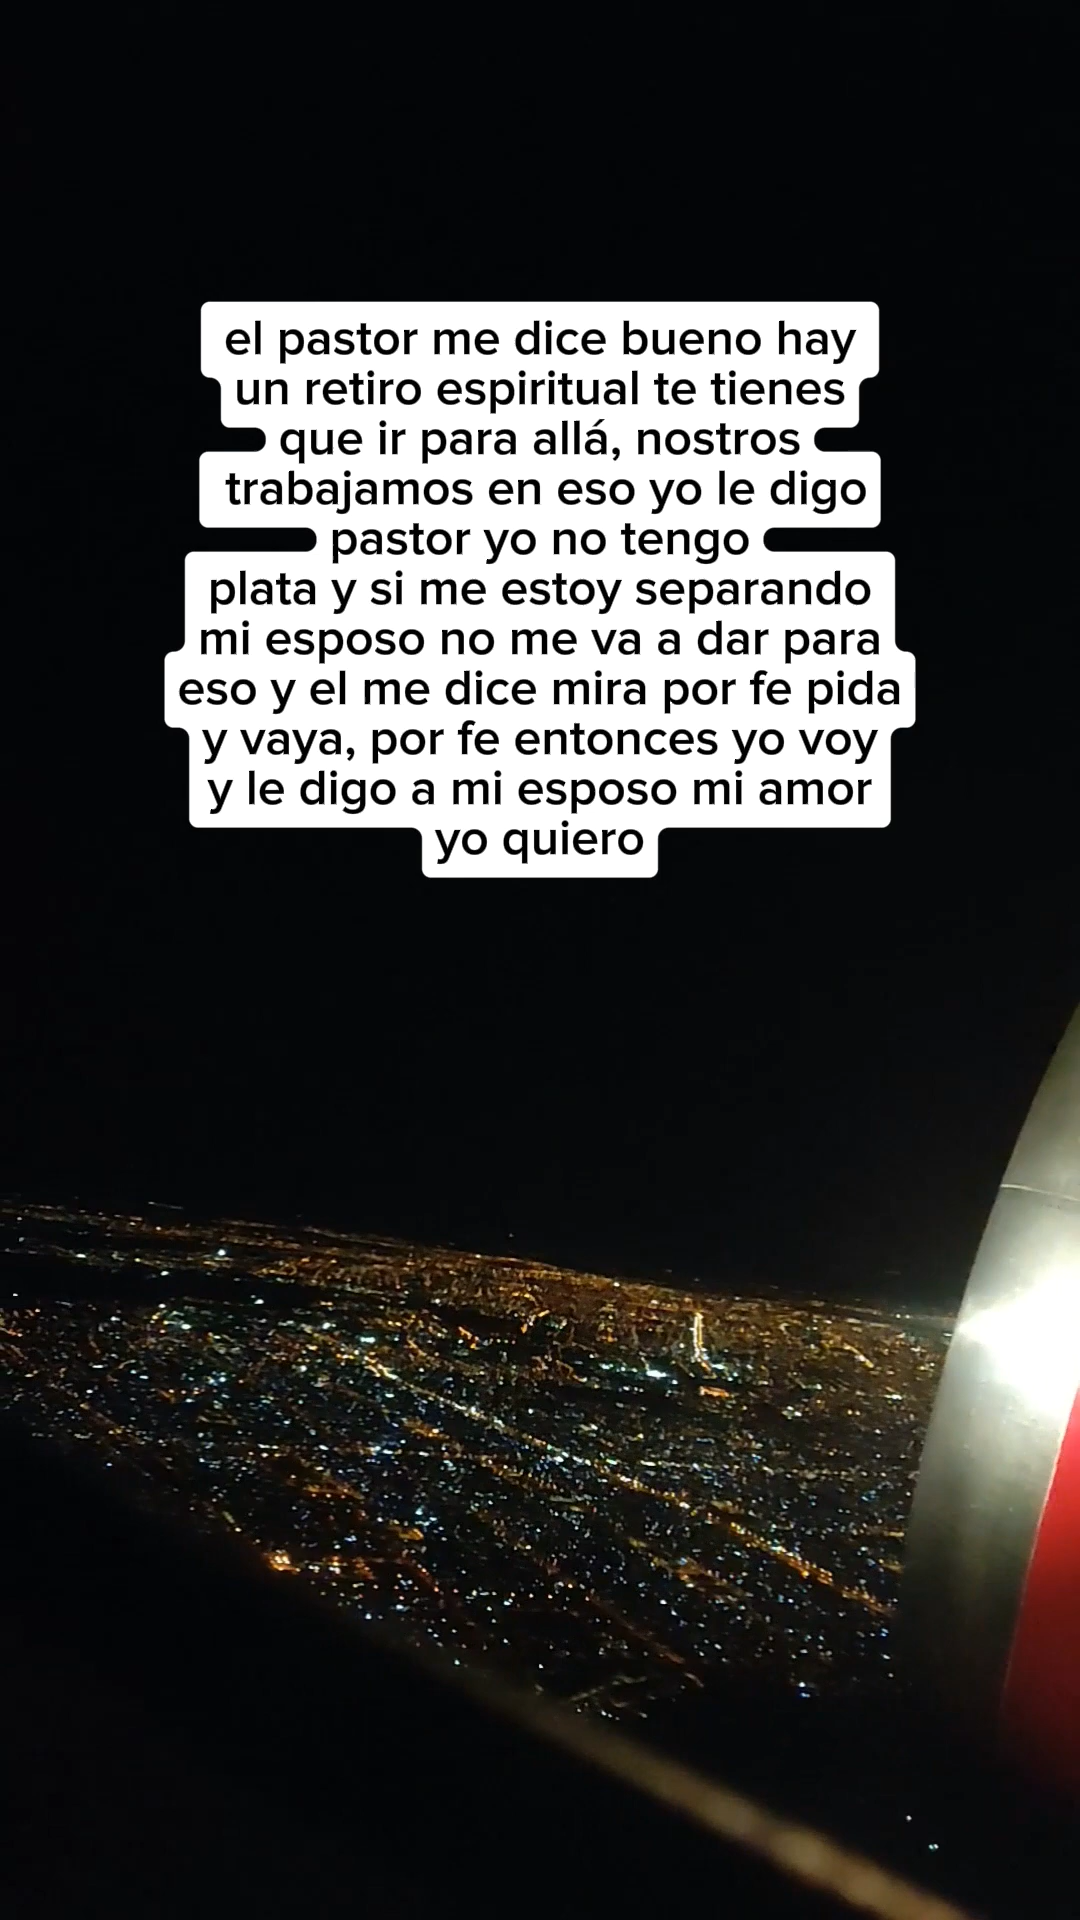 el pastor me dice bueno hay
un retiro espiritual te tienes
que ir para allá, nostros
trabajamos en eso yo le digo
pastor yo no tengo
plata y si me estoy separando
mi esposo no me va a dar para
eso y el me dice mira por fe pida
y vaya, por fe entonces yo voy
y le digo a mi esposo mi amor
yo quiero